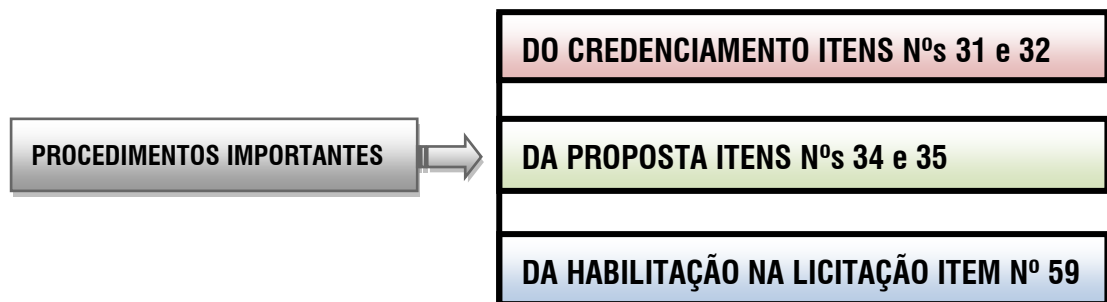 PROCEDIMENTOS IMPORTANTES
DO CREDENCIAMENTO ITENS Nºs 31 e 32
DA PROPOSTA ITENS Nºs 34 e 35
DA HABILITAÇÃO NA LICITAÇÃO ITEM Nº 59